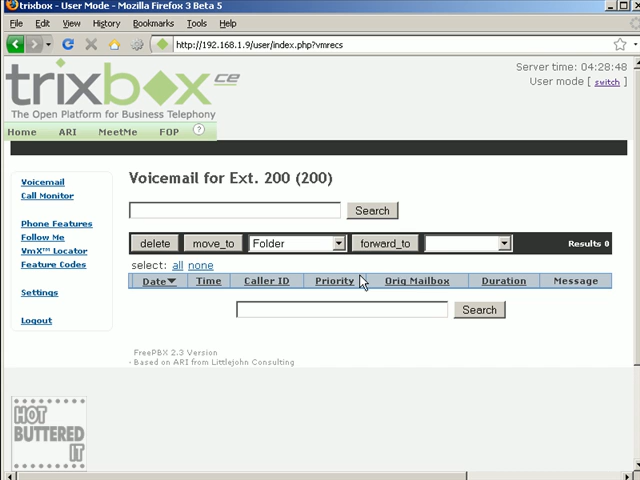 trixbox - User Mode - Mozilla Firefox 3 Beta 5
File Edit View History Bookmarks Tools Help
http://192.168.1.9/user/index.php?vmrecs
trixbox ce
The Open Platform for Business Telephony
Server time: 04:28:48
User mode [ switch ]
Home ARI MeetMe FOP ?
Voicemail
Call Monitor
Phone Features
Follow Me
VmX™ Locator
Feature Codes
Settings
Logout
Voicemail for Ext. 200 (200)
Search
delete move_to Folder forward_to Results 0
select: all none
Date Time Caller ID Priority Orig Mailbox Duration Message
Search
FreePBX 2.3 Version
· Based on ARI from Littlejohn Consulting
HOT
BUTTERED
IT